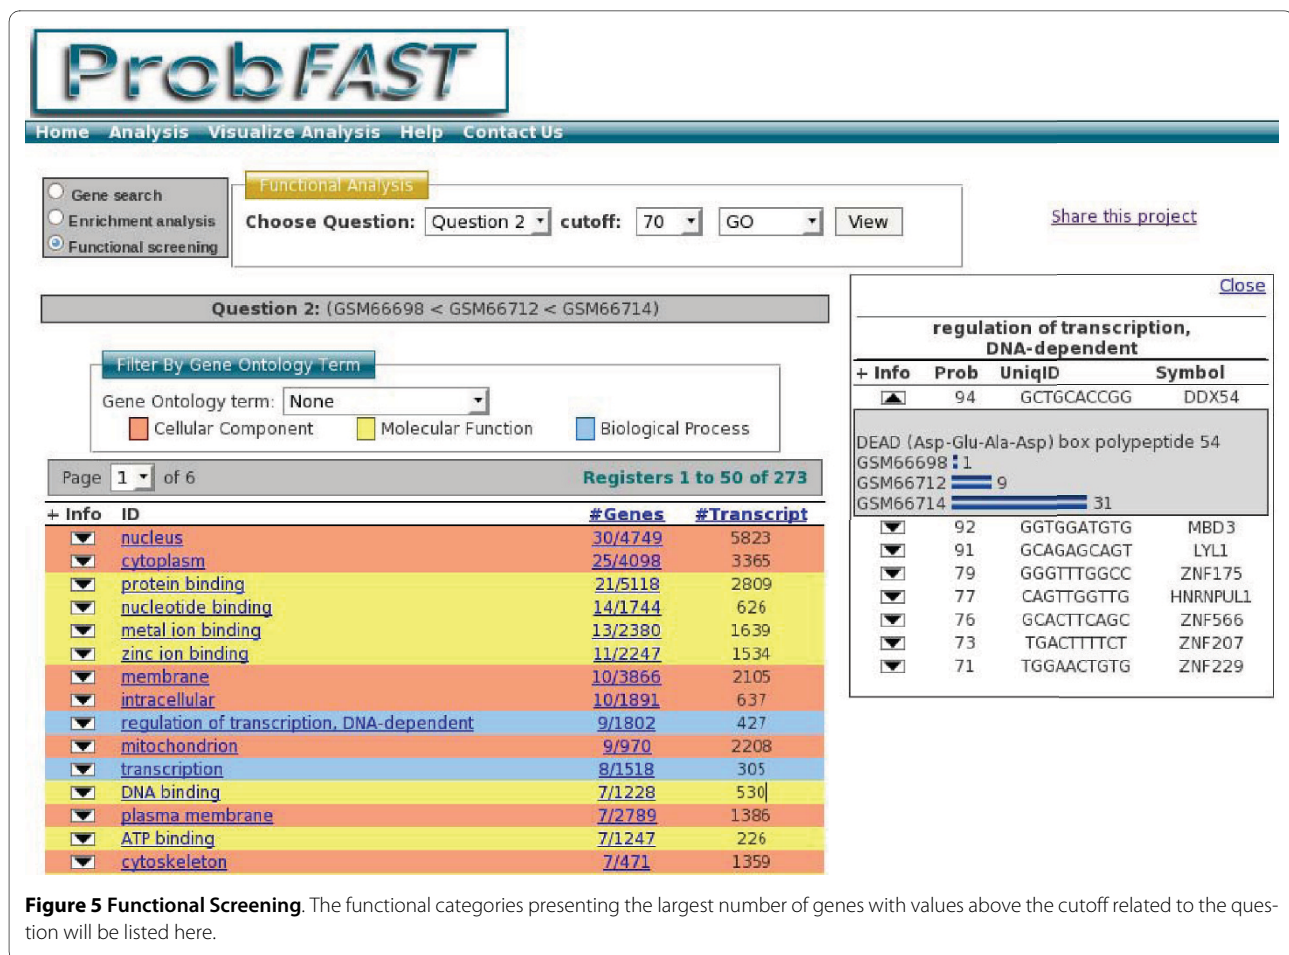 ProbFAST
Home Analysis Visualize Analysis Help Contact Us
Gene search
Enrichment analysis
Functional screening
Functional Analysis
Choose Question: Question 2 cutoff: 70 GO View
Share this project
Question 2: (GSM66698 < GSM66712 < GSM66714)
Filter By Gene Ontology Term
Gene Ontology term: None
Cellular Component Molecular Function Biological Process
Page 1 of 6 Registers 1 to 50 of 273
+ Info ID #Genes #Transcript
nucleus 30/4749 5823
cytoplasm 25/4098 3365
protein binding 21/5118 2809
nucleotide binding 14/1744 626
metal ion binding 13/2380 1639
zinc ion binding 11/2247 1534
membrane 10/3866 2105
intracellular 10/1891 637
regulation of transcription, DNA-dependent 9/1802 427
mitochondrion 9/970 2208
transcription 8/1518 305
DNA binding 7/1228 530
plasma membrane 7/2789 1386
ATP binding 7/1247 226
cytoskeleton 7/471 1359
Close
regulation of transcription,
DNA-dependent
+ Info Prob UniqID Symbol
94 GCTGCACCGG DDX54
DEAD (Asp-Glu-Ala-Asp) box polypeptide 54
GSM66698 1
GSM66712 9
GSM66714 31
92 GGTGGATGTG MBD3
91 GCAGAGCAGT LYL1
79 GGGTTTGGCC ZNF175
77 CAGTTGGTTG HNRNPUL1
76 GCACTTCAGC ZNF566
73 TGACTTTTCT ZNF207
71 TGGAACTGTG ZNF229
Figure 5 Functional Screening. The functional categories presenting the largest number of genes with values above the cutoff related to the ques-
tion will be listed here.